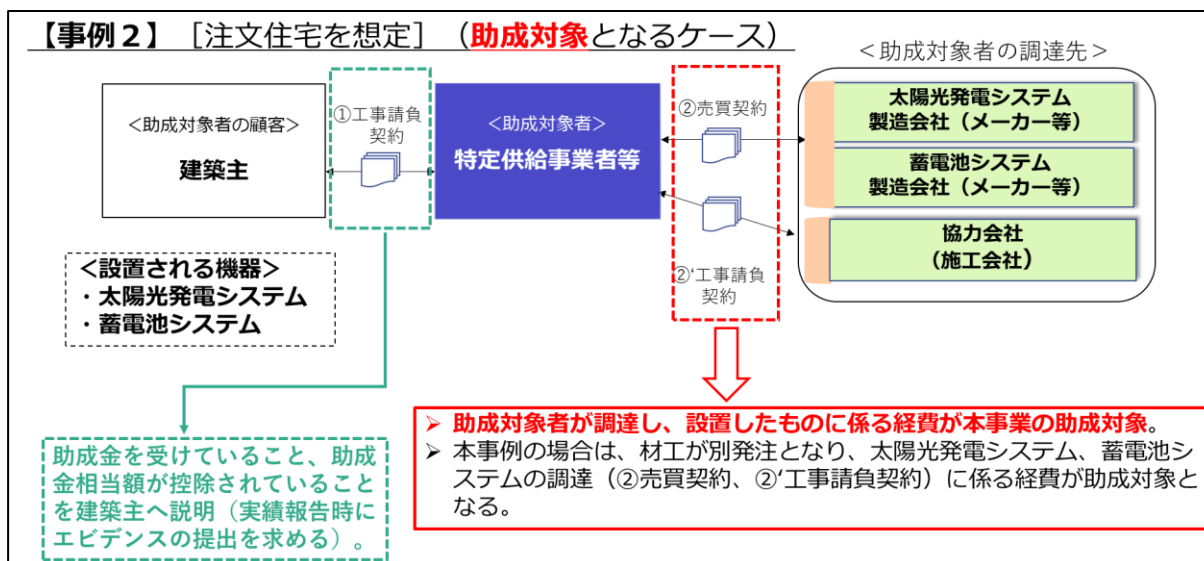 【事例２】［注文住宅を想定］（助成対象となるケース）
＜助成対象者の調達先＞
＜助成対象者の顧客＞
建築主
①工事請負
契約
＜助成対象者＞
特定供給事業者等
②売買契約
②‘工事請負
契約
太陽光発電システム
製造会社（メーカー等）
蓄電池システム
製造会社（メーカー等）
協力会社
（施工会社）
＜設置される機器＞
・太陽光発電システム
・蓄電池システム
助成金を受けていること、助成
金相当額が控除されていること
を建築主へ説明（実績報告時に
エビデンスの提出を求める）。
➢ 助成対象者が調達し、設置したものに係る経費が本事業の助成対象。
➢ 本事例の場合は、材工が別発注となり、太陽光発電システム、蓄電池シ
ステムの調達（②売買契約、②‘工事請負契約）に係る経費が助成対象と
なる。